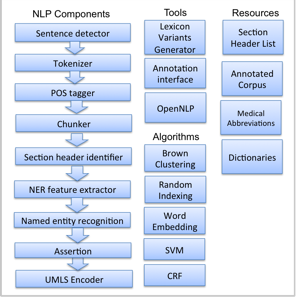 NLP Components
Sentence detector
Tokenizer
POS tagger
Chunker
Section header identifier
NER feature extractor
Named entity recognition
Assertion
UMLS Encoder
Tools
Lexicon
Variants
Generator
Annotation
interface
OpenNLP
Algorithms
Brown
Clustering
Random
Indexing
Word
Embedding
SVM
CRF
Resources
Section
Header List
Annotated
Corpus
Medical
Abbreviations
Dictionaries